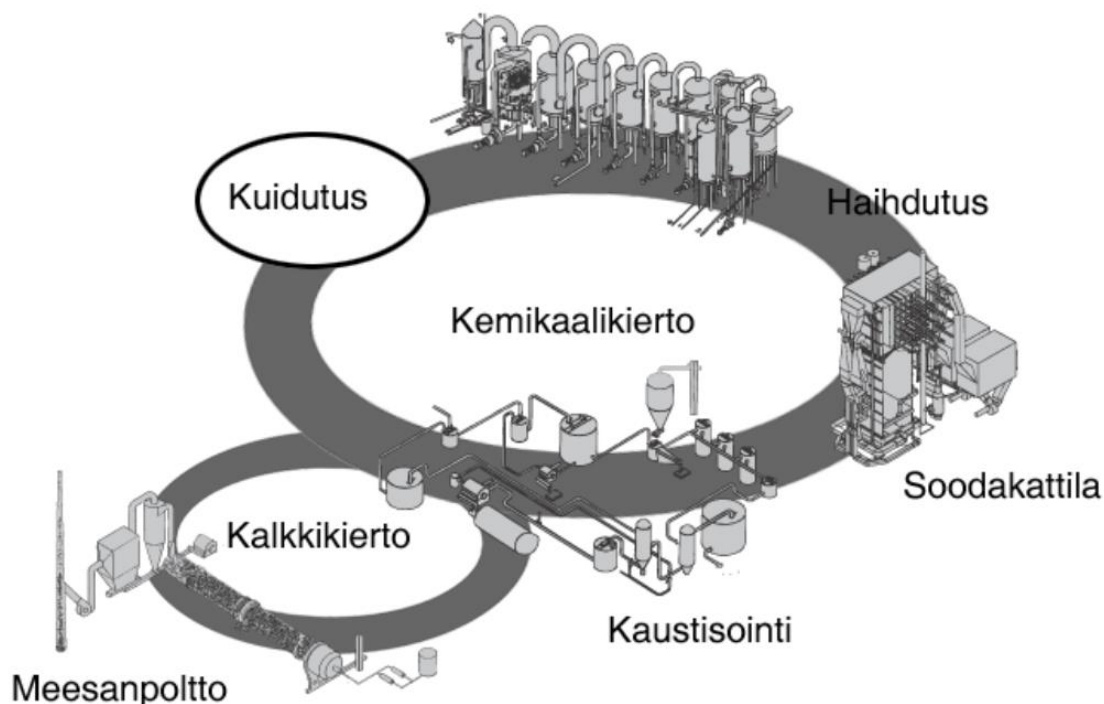 Kuidutus
Haihdutus
Kemikaalikierto
Soodakattila
Kalkkikierto
Kaustisointi
Meesanpoltto